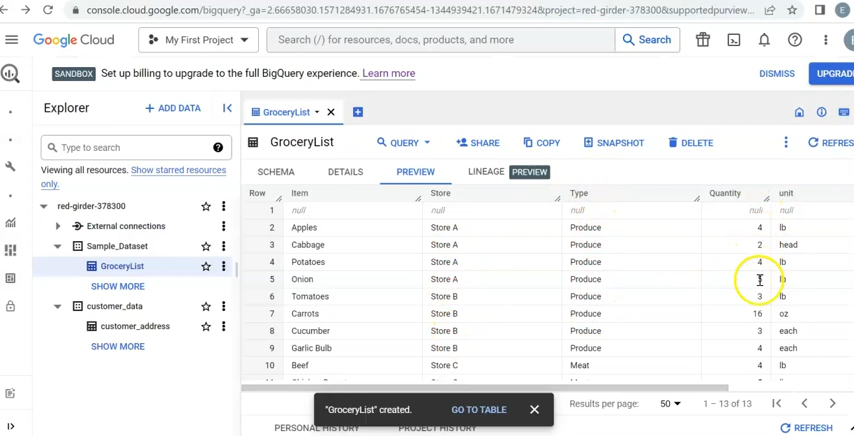 console.cloud.google.com/bigquery?_ga=2.66658030.1571284931.1676765454-1344939421.1671479324&project=red-girder-378300&supportedpurview...
E
Google Cloud
My First Project
Search (/) for resources, docs, products, and more
Search
SANDBOX Set up billing to upgrade to the full BigQuery experience. Learn more
DISMISS
UPGRAD
Explorer
+ ADD DATA
Type to search
Viewing all resources. Show starred resources
only.
red-girder-378300
External connections
Sample_Dataset
GroceryList
SHOW MORE
customer_data
customer_address
SHOW MORE
GroceryList
GroceryList
QUERY
SHARE
COPY
SNAPSHOT
DELETE
REFRES
SCHEMA DETAILS PREVIEW LINEAGE PREVIEW
Row Item Store Type Quantity unit
1 null null null null null
2 Apples Store A Produce 4 lb
3 Cabbage Store A Produce 2 head
4 Potatoes Store A Produce 4 lb
5 Onion Store A Produce lb
6 Tomatoes Store B Produce 3 lb
7 Carrots Store B Produce 16 oz
8 Cucumber Store B Produce 3 each
9 Garlic Bulb Store B Produce 4 each
10 Beef Store C Meat 4 lb
"GroceryList" created. GO TO TABLE
Results per page: 50 1 – 13 of 13
PERSONAL HISTORY PROJECT HISTORY
REFRESH